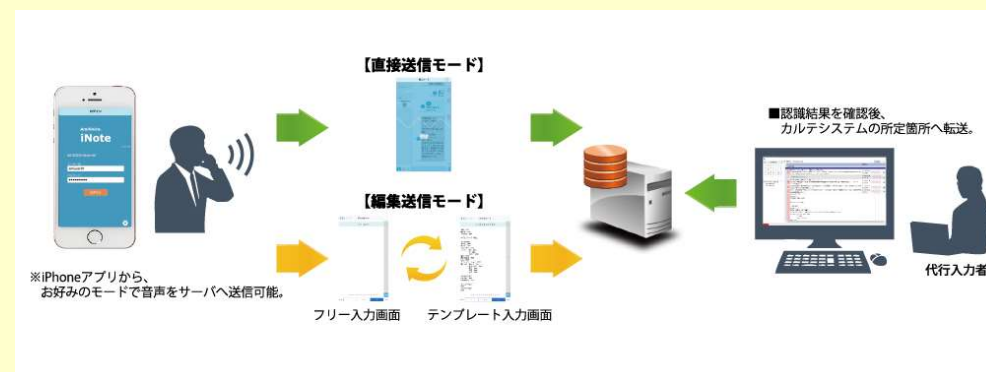 【直接送信モード】
iNote
■認識結果を確認後、
カルテシステムの所定箇所へ転送。
【編集送信モード】
※iPhoneアプリから、
お好みのモードで音声をサーバへ送信可能。
フリー入力画面
テンプレート入力画面
代行入力者